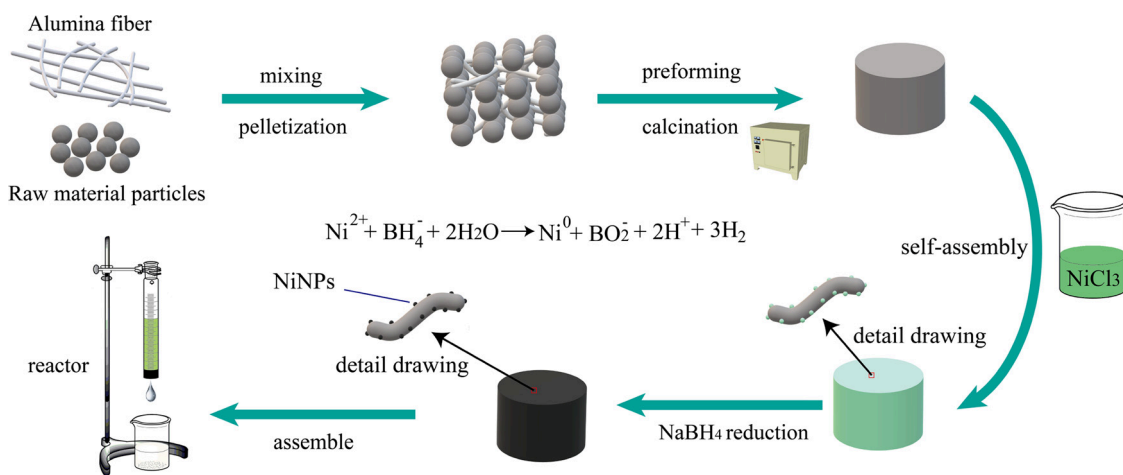 Alumina fiber
mixing
pelletization
preforming
calcination
Raw material particles
Ni²⁺ + BH₄⁻ + 2H₂O → Ni⁰ + BO₂⁻ + 2H⁺ + 3H₂
self-assembly
NiCl₃
NiNPs
detail drawing
detail drawing
reactor
assemble
NaBH₄ reduction